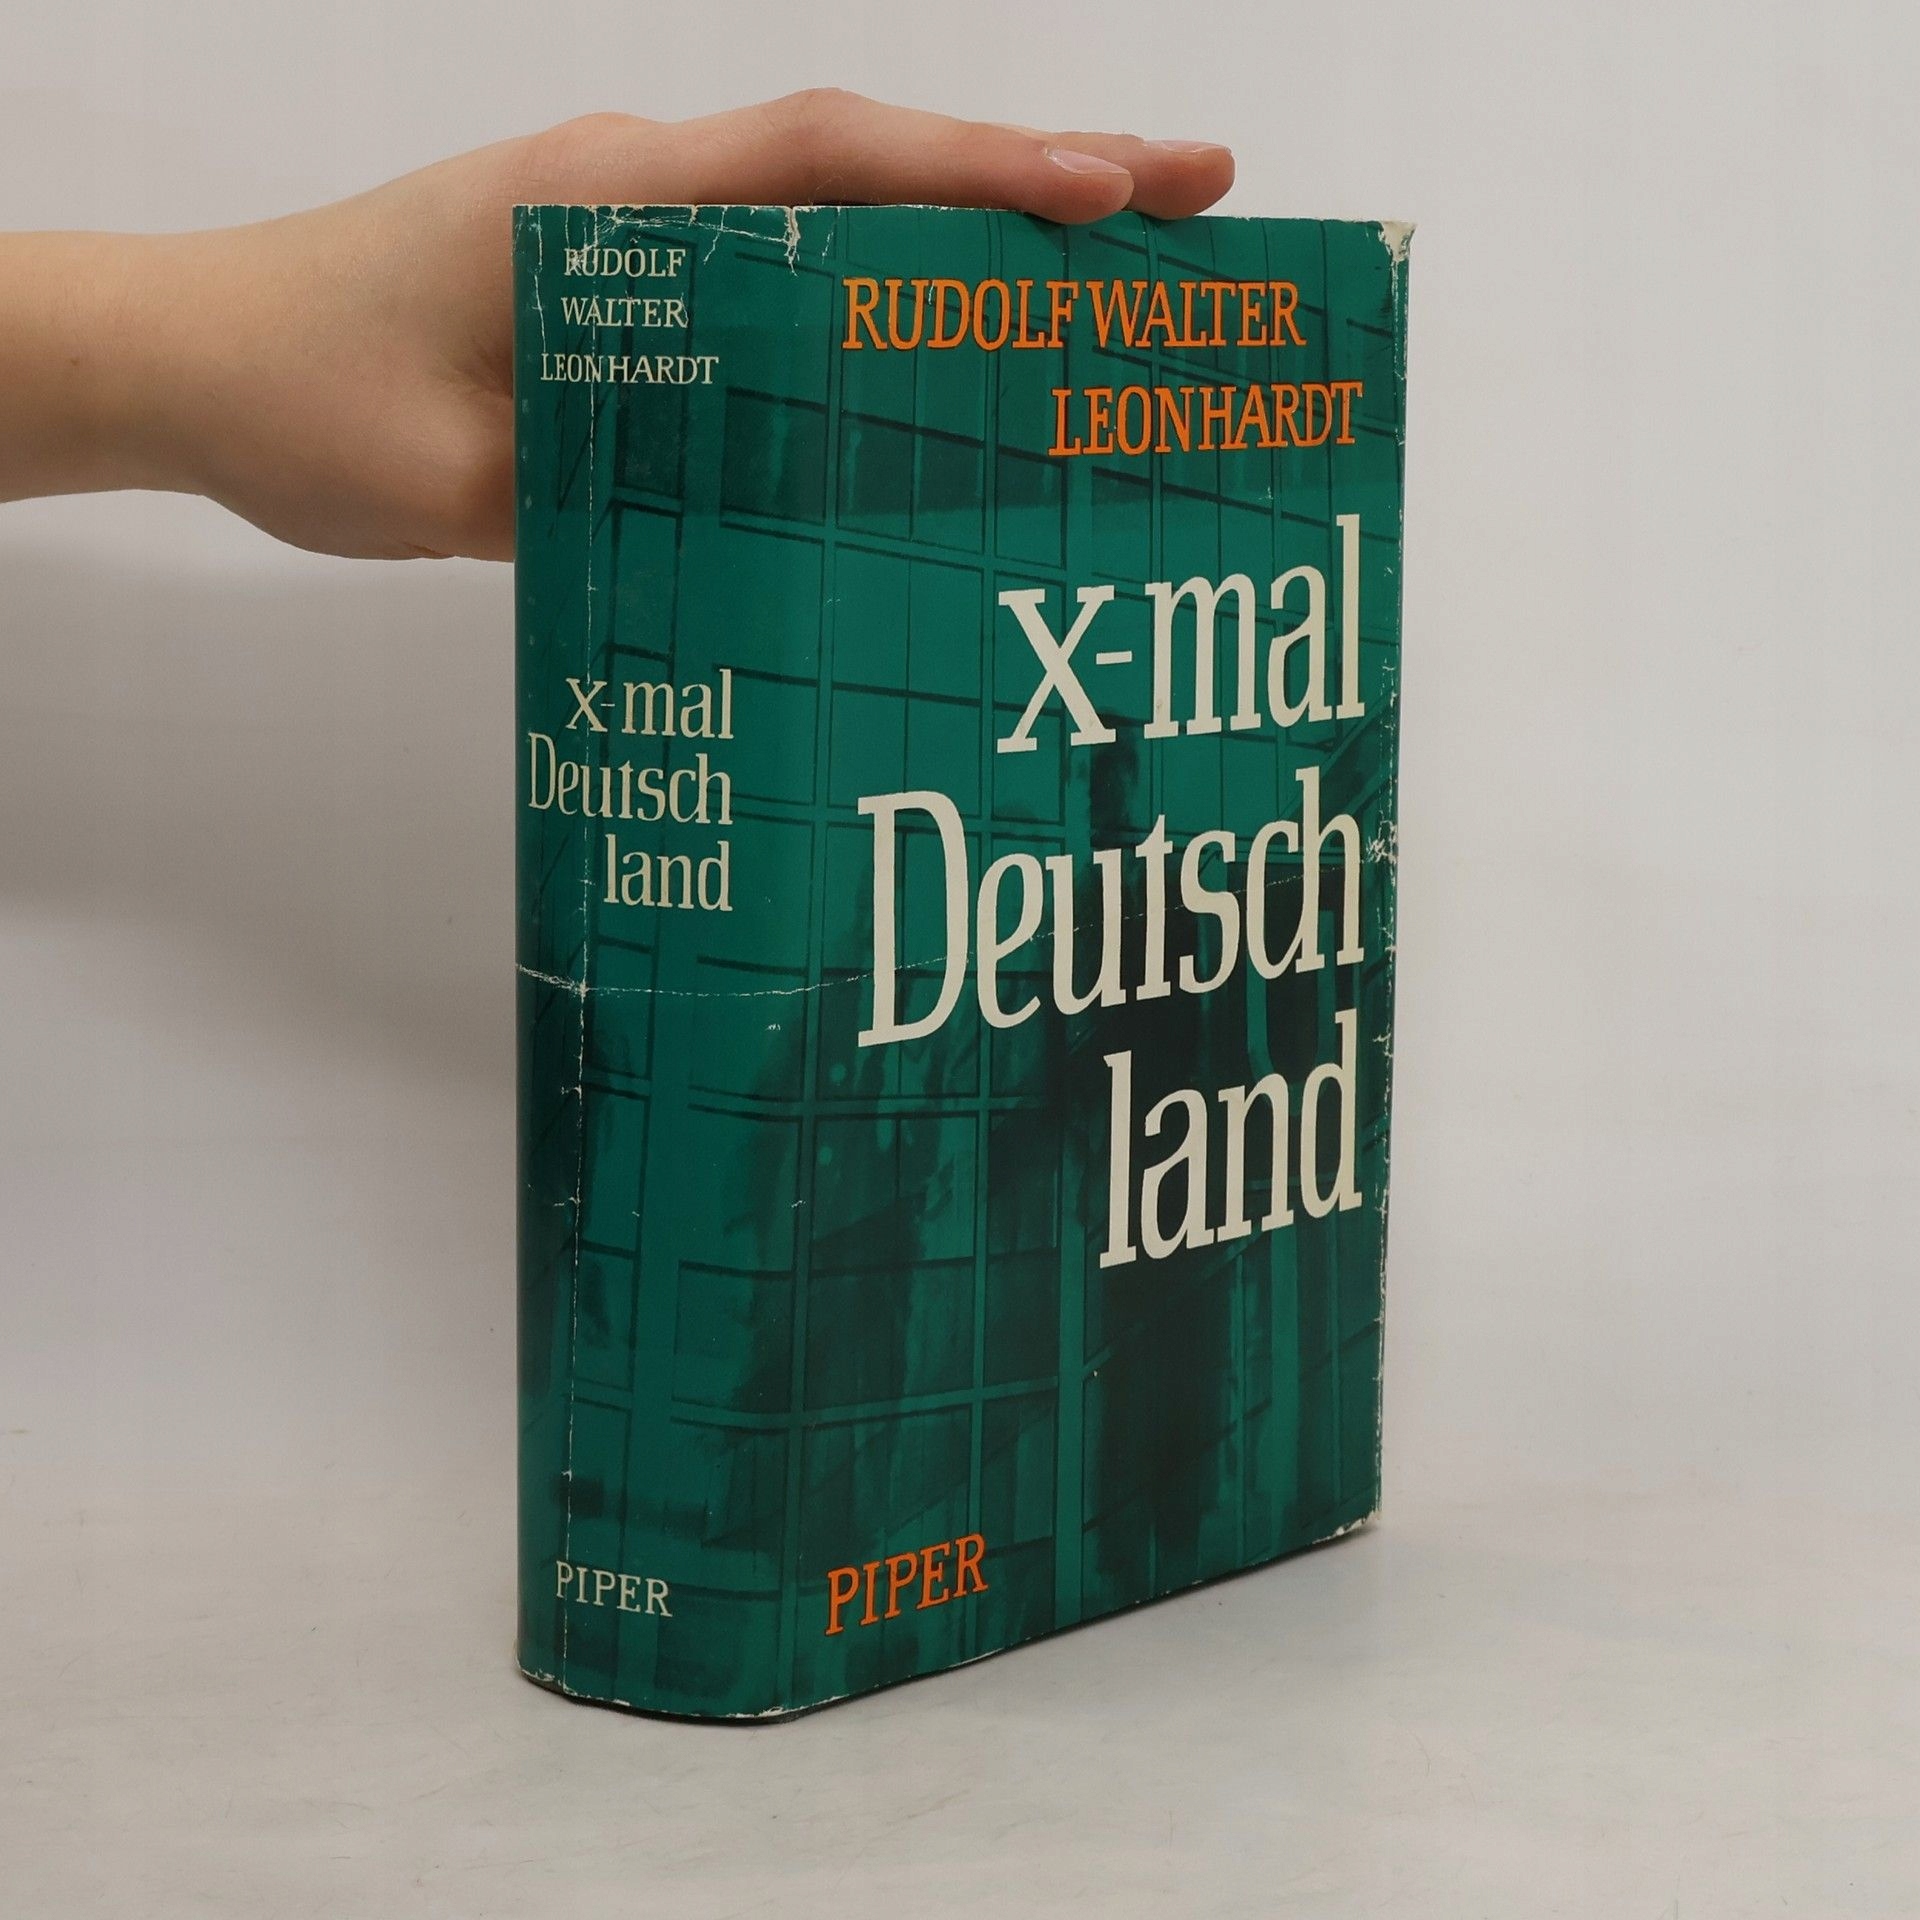 RUDOLF
WALTER
LEONHARDT
x-mal
Deutsch
land
PIPER
RUDOLF WALTER
LEONHARDT
x-mal
Deutsch
land
PIPER